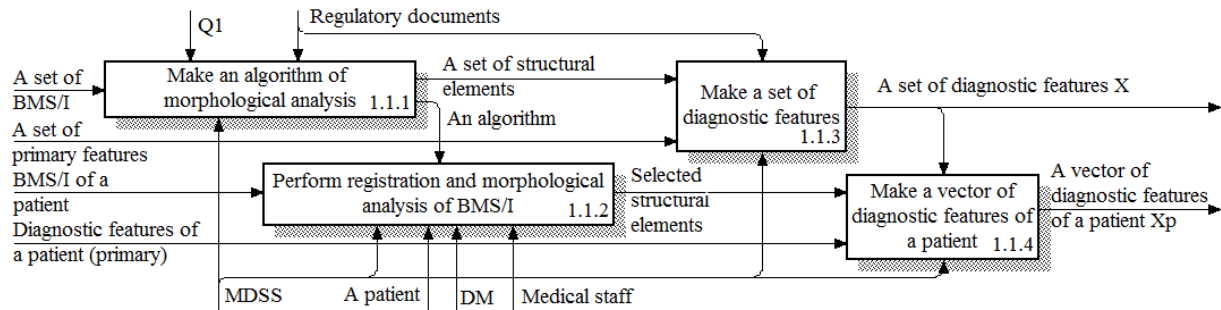 Q1
Regulatory documents
A set of
BMS/I
Make an algorithm of
morphological analysis
1.1.1
A set of structural
elements
An algorithm
Make a set of
diagnostic features
1.1.3
A set of diagnostic features X
A set of
primary features
BMS/I of a
patient
Perform registration and morphological
analysis of BMS/I
1.1.2
Selected
structural
elements
Make a vector of
diagnostic features of
a patient
1.1.4
A vector of
diagnostic features
of a patient Xp
Diagnostic features of
a patient (primary)
MDSS
A patient
DM
Medical staff